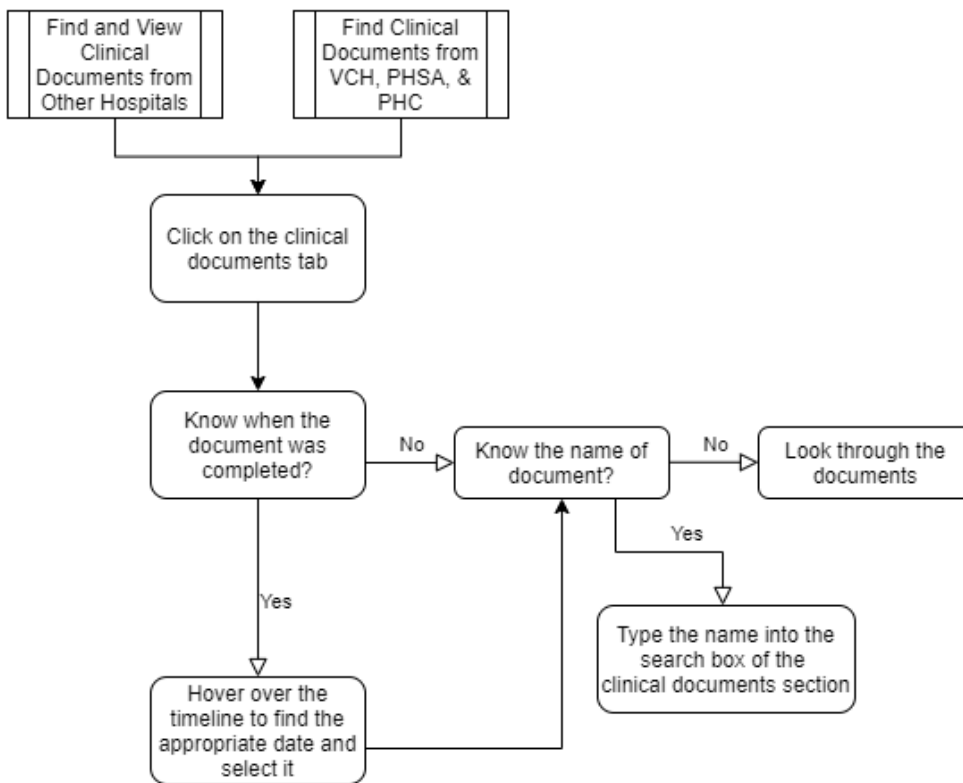 Find and View
Clinical
Documents from
Other Hospitals
Find Clinical
Documents from
VCH, PHSA, &
PHC
Click on the clinical
documents tab
Know when the
document was
completed?
No
Know the name of
document?
No
Look through the
documents
Yes
Yes
Type the name into the
search box of the
clinical documents section
Hover over the
timeline to find the
appropriate date and
select it